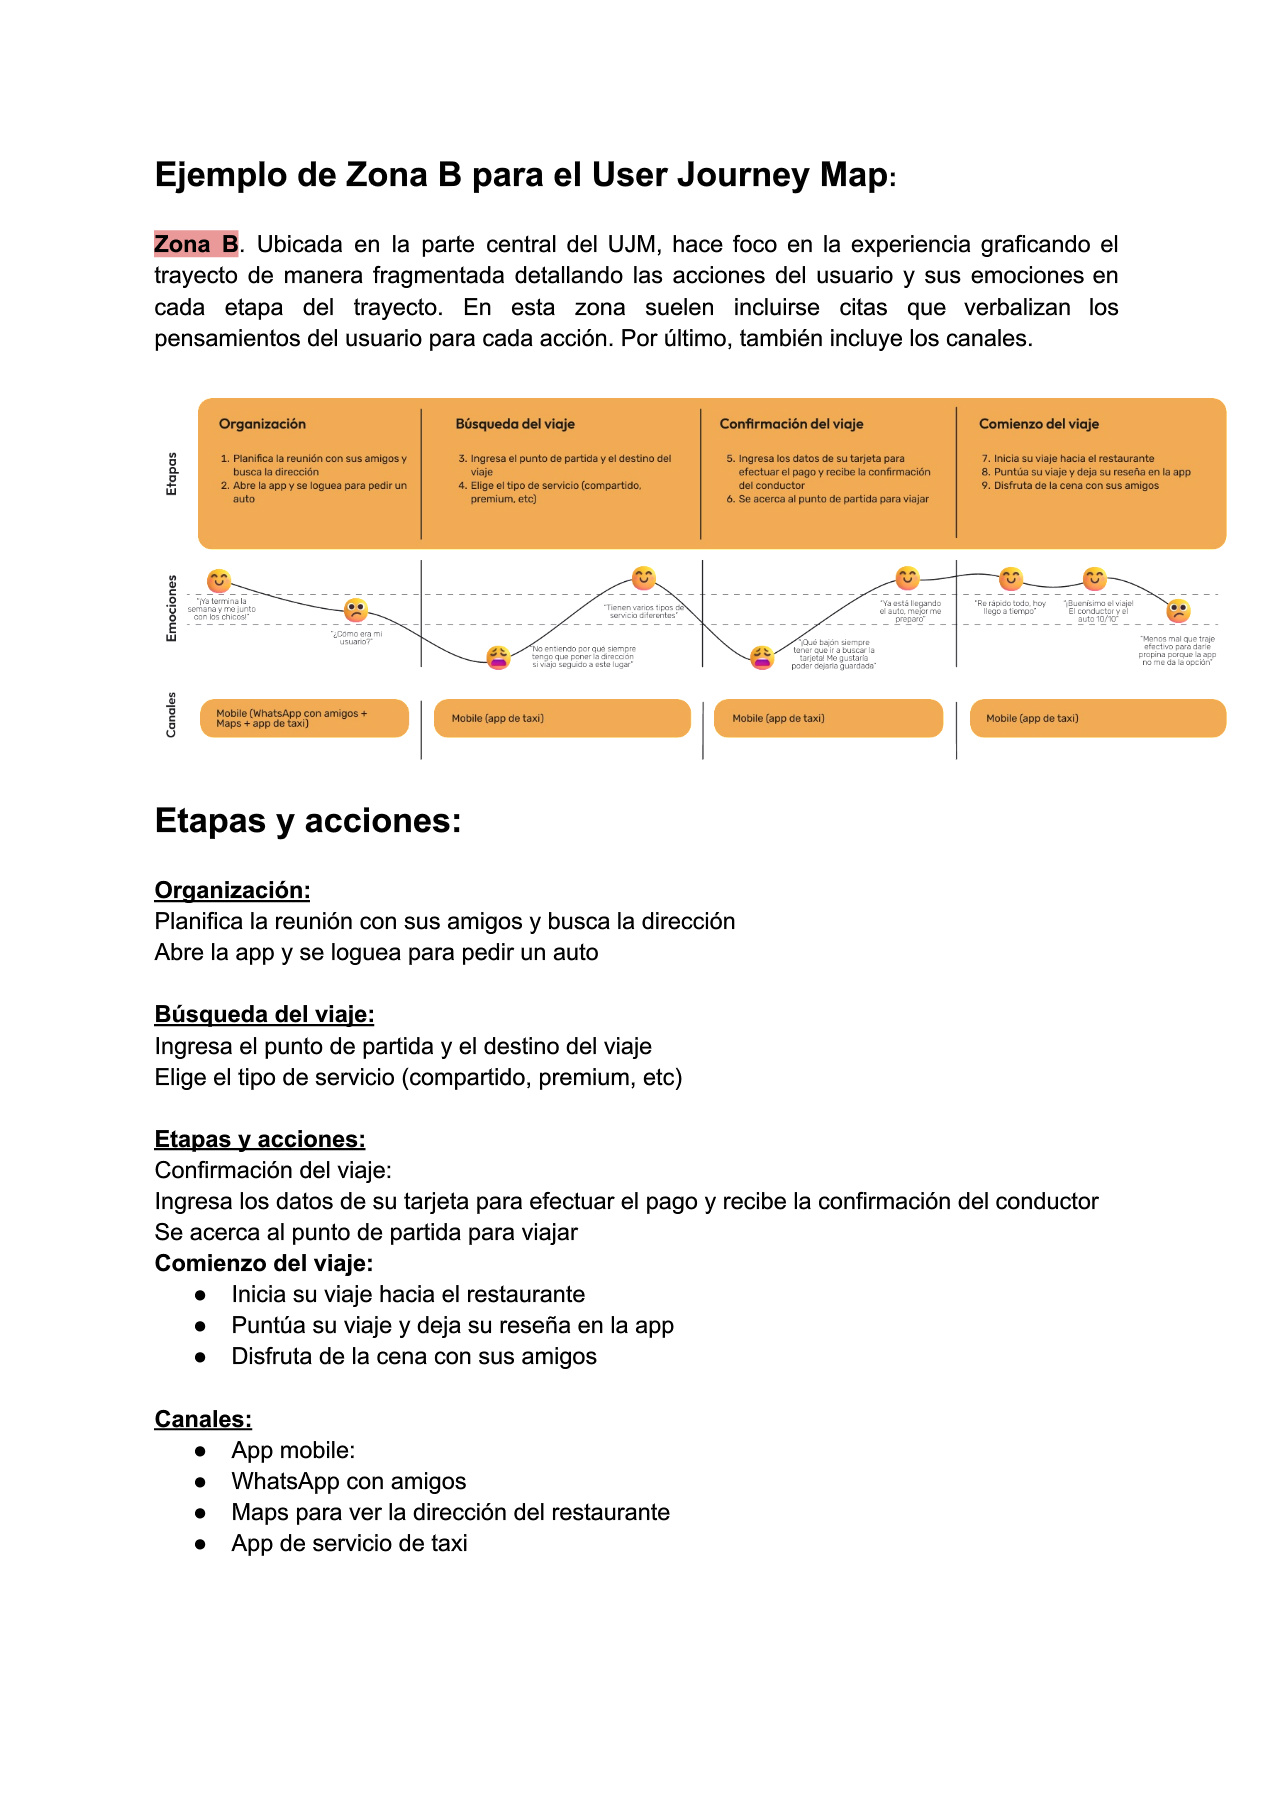 Ejemplo de Zona B para el User Journey Map:
Zona B. Ubicada en la parte central del UJM, hace foco en la experiencia graficando el
trayecto de manera fragmentada detallando las acciones del usuario y sus emociones en
cada etapa del trayecto. En esta zona suelen incluirse citas que verbalizan los
pensamientos del usuario para cada acción. Por último, también incluye los canales.
Etapas
Organización
1. Planifica la reunión con sus amigos y
busca la dirección
2. Abre la app y se loguea para pedir un
auto
Búsqueda del viaje
3. Ingresa el punto de partida y el destino del
viaje
4. Elige el tipo de servicio (compartido,
premium, etc)
Confirmación del viaje
5. Ingresa los datos de su tarjeta para
efectuar el pago y recibe la confirmación
del conductor
6. Se acerca al punto de partida para viajar
Comienzo del viaje
7. Inicia su viaje hacia el restaurante
8. Puntúa su viaje y deja su reseña en la app
9. Disfruta de la cena con sus amigos
Emociones
"¡Ya termina la
semana y me junto
con los chicos!"
"¿Cómo era mi
usuario?"
"No entiendo por qué siempre
tengo que poner la dirección
si viajo seguido a este lugar"
"Tienen varios tipos de
servicio diferentes"
"¡Qué bajón siempre
tener que ir a buscar la
tarjeta! Me gustaría
poder dejarla guardada"
"Ya está llegando
el auto, mejor me
preparo"
"Re rápido todo, hoy
llego a tiempo"
"¡Buenísimo el viaje!
El conductor y el
auto 10/10"
"Menos mal que traje
efectivo para darle
propina porque la app
no me da la opción"
Canales
Mobile (WhatsApp con amigos +
Maps + app de taxi)
Mobile (app de taxi)
Mobile (app de taxi)
Mobile (app de taxi)
Etapas y acciones:
Organización:
Planifica la reunión con sus amigos y busca la dirección
Abre la app y se loguea para pedir un auto
Búsqueda del viaje:
Ingresa el punto de partida y el destino del viaje
Elige el tipo de servicio (compartido, premium, etc)
Etapas y acciones:
Confirmación del viaje:
Ingresa los datos de su tarjeta para efectuar el pago y recibe la confirmación del conductor
Se acerca al punto de partida para viajar
Comienzo del viaje:
● Inicia su viaje hacia el restaurante
● Puntúa su viaje y deja su reseña en la app
● Disfruta de la cena con sus amigos
Canales:
● App mobile:
● WhatsApp con amigos
● Maps para ver la dirección del restaurante
● App de servicio de taxi